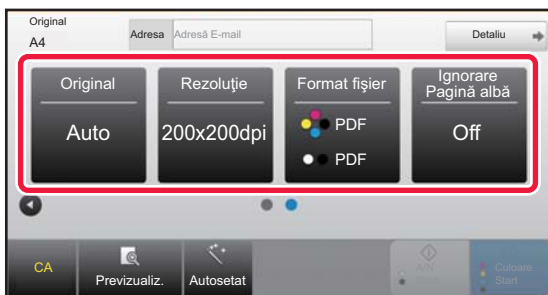 Original
A4
Adresa
Adresă E-mail
Detaliu
Original
Auto
Rezoluţie
200x200dpi
Format fişier
PDF
PDF
Ignorare
Pagină albă
Off
CA
Previzualiz.
Autosetat
A/N
Start
Culoare
Start